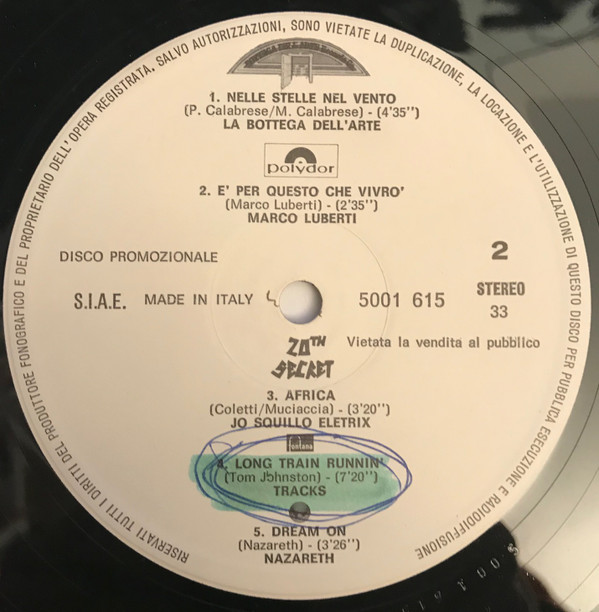 RISERVATI TUTTI I DIRITTI DEL PRODUTTORE FONOGRAFICO E DEL PROPRIETARIO DELL'OPERA REGISTRATA. SALVO AUTORIZZAZIONI, SONO VIETATE LA DUPLICAZIONE, LA LOCAZIONE E L'UTILIZZAZIONE DI QUESTO DISCO PER PUBBLICA ESECUZIONE E RADIODIFFUSIONE
1. NELLE STELLE NEL VENTO
(P. Calabrese/M. Calabrese) - (4'35'')
LA BOTTEGA DELL'ARTE
polydor
2. E' PER QUESTO CHE VIVRO'
(Marco Luberti) - (2'35'')
MARCO LUBERTI
DISCO PROMOZIONALE
2
S.I.A.E. MADE IN ITALY
5001 615
STEREO
33
20TH
SECRET
Vietata la vendita al pubblico
3. AFRICA
(Coletti/Muciaccia) - (3'20'')
JO SQUILLO ELETRIX
fontana
4. LONG TRAIN RUNNIN'
(Tom Johnston) - (7'20'')
TRACKS
5. DREAM ON
(Nazareth) - (3'26'')
NAZARETH